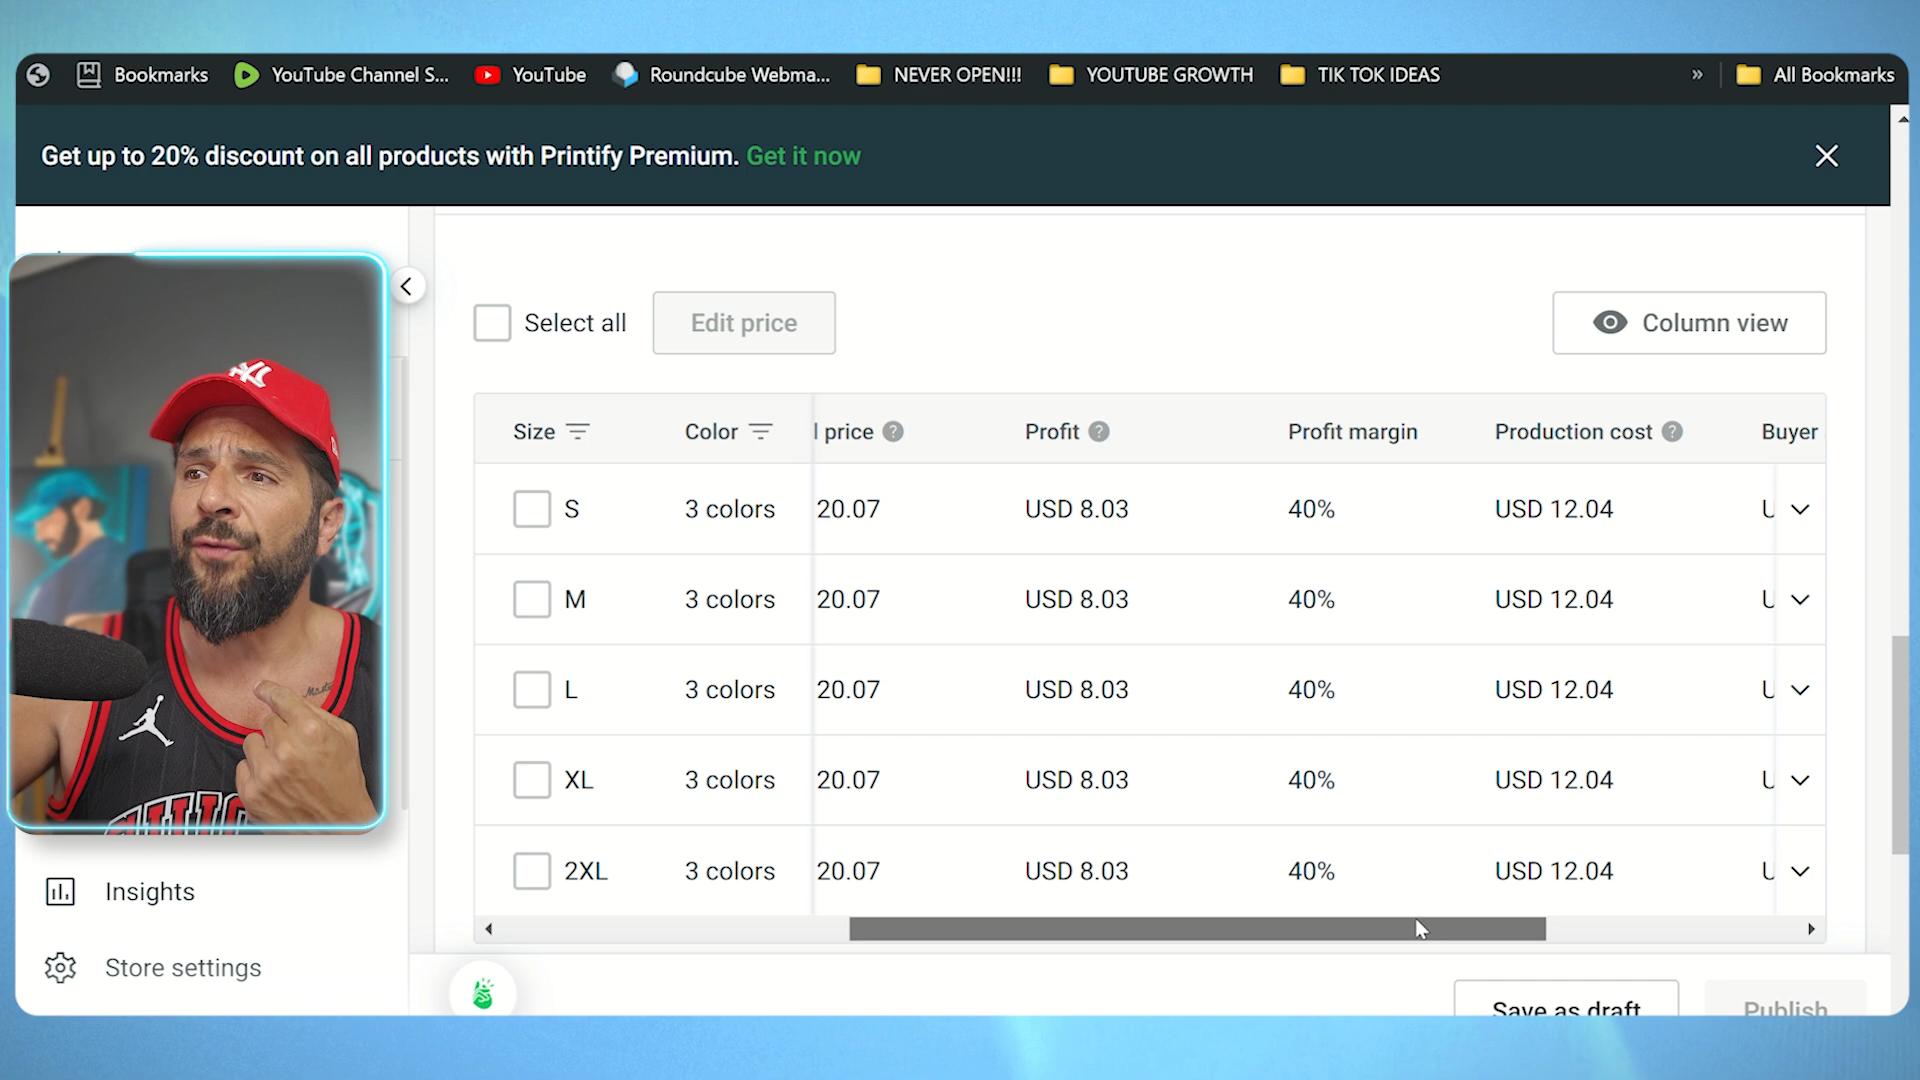 Bookmarks YouTube Channel S... YouTube Roundcube Webma... NEVER OPEN!!! YOUTUBE GROWTH TIK TOK IDEAS » All Bookmarks
Get up to 20% discount on all products with Printify Premium. Get it now
Select all Edit price Column view
Size Color l price ? Profit ? Profit margin Production cost ? Buyer
S 3 colors 20.07 USD 8.03 40% USD 12.04 U
M 3 colors 20.07 USD 8.03 40% USD 12.04 U
L 3 colors 20.07 USD 8.03 40% USD 12.04 U
XL 3 colors 20.07 USD 8.03 40% USD 12.04 U
2XL 3 colors 20.07 USD 8.03 40% USD 12.04 U
Insights
Store settings
Save as draft Publish